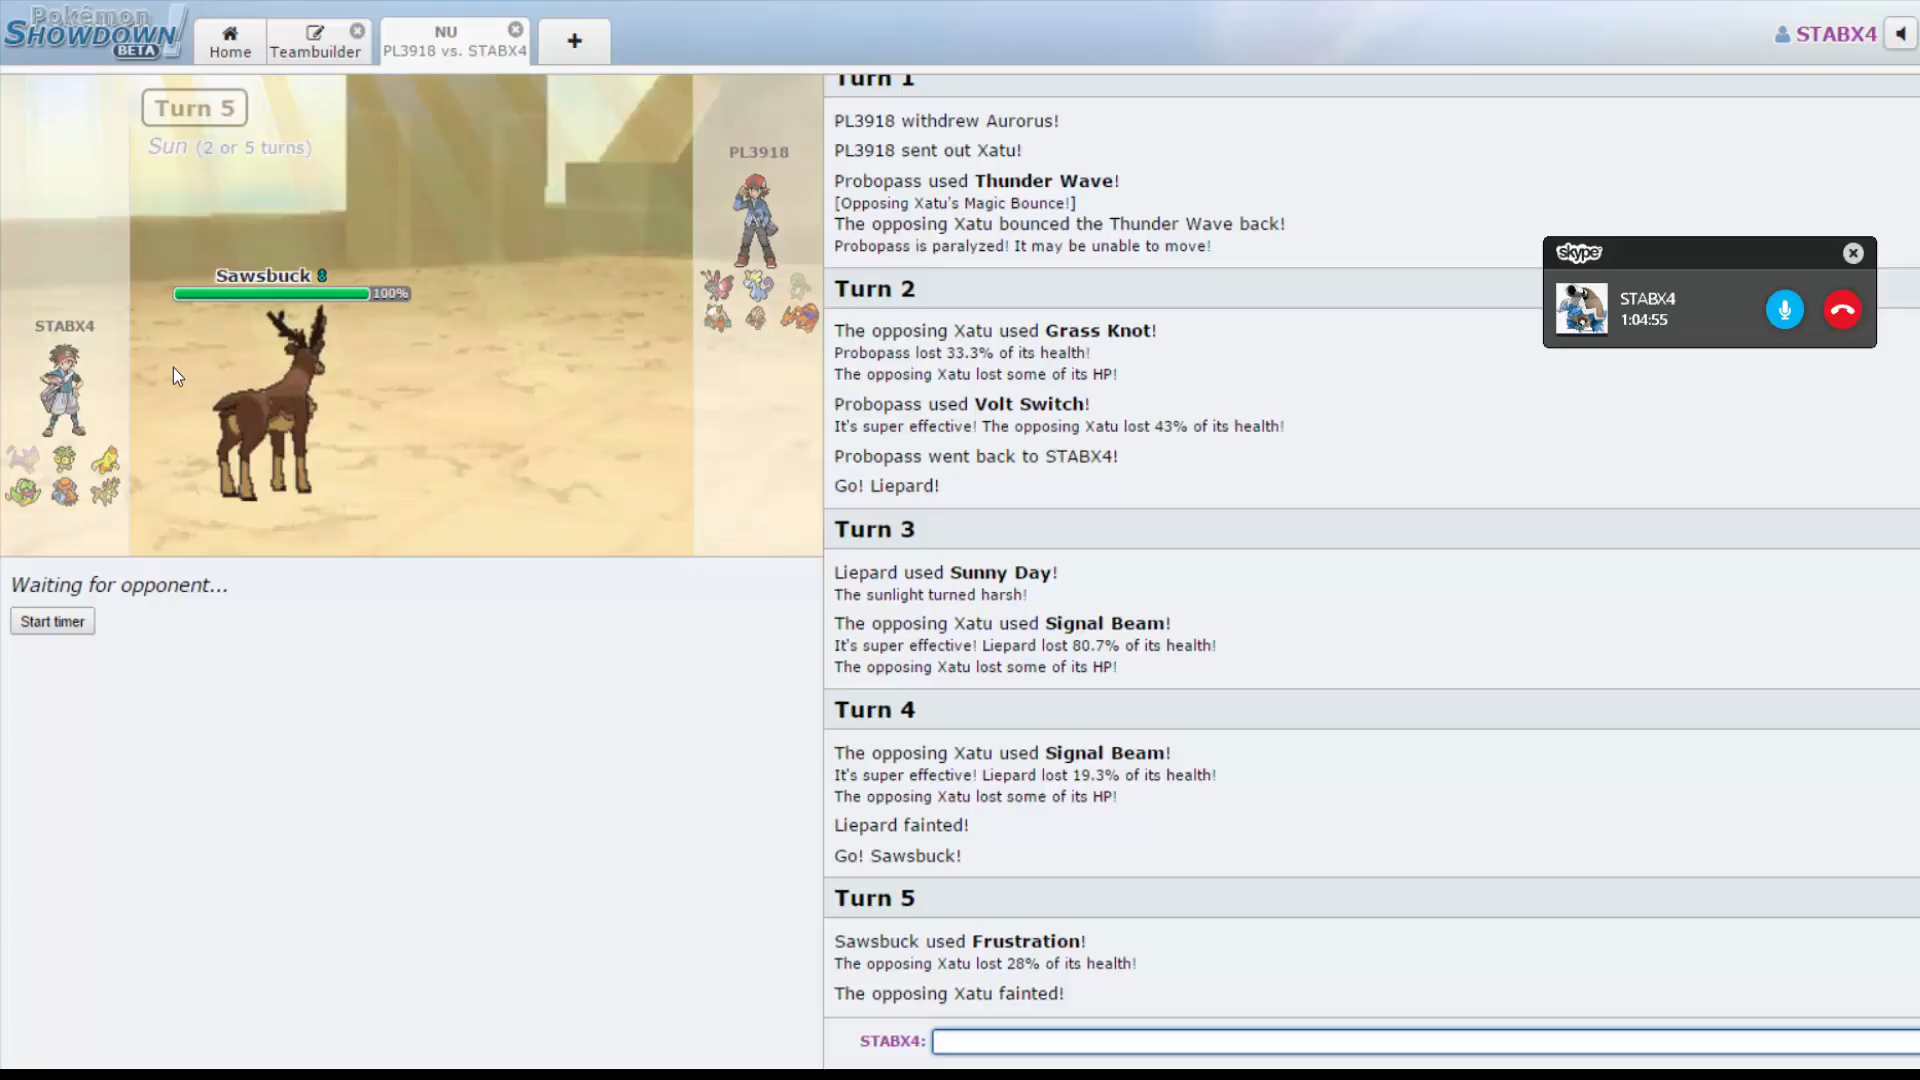 Pokémon
SHOWDOWN!
BETA
Home
Teambuilder
NU
PL3918 vs. STABX4
+
STABX4
Turn 5
Sun (2 or 5 turns)
PL3918
Sawsbuck
100%
STABX4
Waiting for opponent...
Start timer
Turn 1
PL3918 withdrew Aurorus!
PL3918 sent out Xatu!
Probopass used Thunder Wave!
[Opposing Xatu's Magic Bounce!]
The opposing Xatu bounced the Thunder Wave back!
Probopass is paralyzed! It may be unable to move!
Turn 2
The opposing Xatu used Grass Knot!
Probopass lost 33.3% of its health!
The opposing Xatu lost some of its HP!
Probopass used Volt Switch!
It's super effective! The opposing Xatu lost 43% of its health!
Probopass went back to STABX4!
Go! Liepard!
Turn 3
Liepard used Sunny Day!
The sunlight turned harsh!
The opposing Xatu used Signal Beam!
It's super effective! Liepard lost 80.7% of its health!
The opposing Xatu lost some of its HP!
Turn 4
The opposing Xatu used Signal Beam!
It's super effective! Liepard lost 19.3% of its health!
The opposing Xatu lost some of its HP!
Liepard fainted!
Go! Sawsbuck!
Turn 5
Sawsbuck used Frustration!
The opposing Xatu lost 28% of its health!
The opposing Xatu fainted!
STABX4:
skype
STABX4
1:04:55